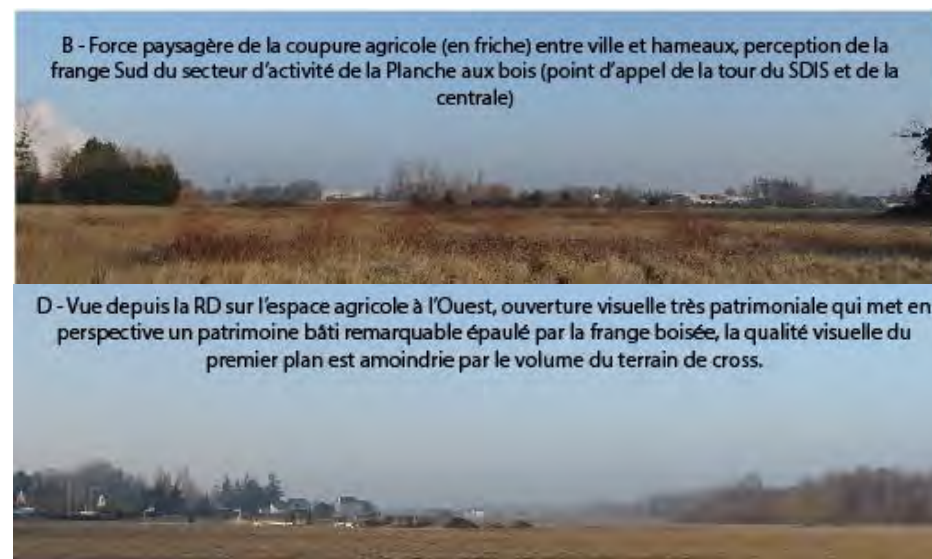 B - Force paysagère de la coupure agricole (en friche) entre ville et hameaux, perception de la
frange Sud du secteur d'activité de la Planche aux bois (point d'appel de la tour du SDIS et de la
centrale)
D - Vue depuis la RD sur l'espace agricole à l'Ouest, ouverture visuelle très patrimoniale qui met en
perspective un patrimoine bâti remarquable épaulé par la frange boisée, la qualité visuelle du
premier plan est amoindrie par le volume du terrain de cross.